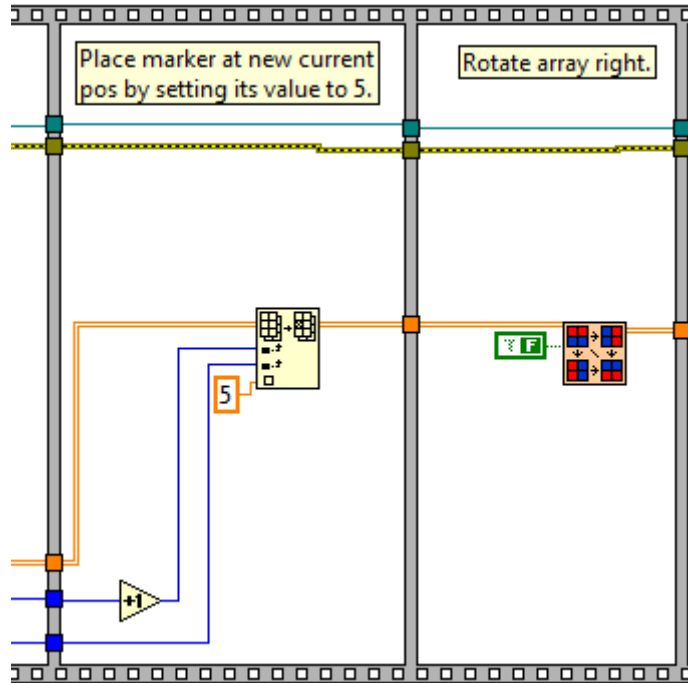 Place marker at new current
pos by setting its value to 5.
Rotate array right.
5
F
+1